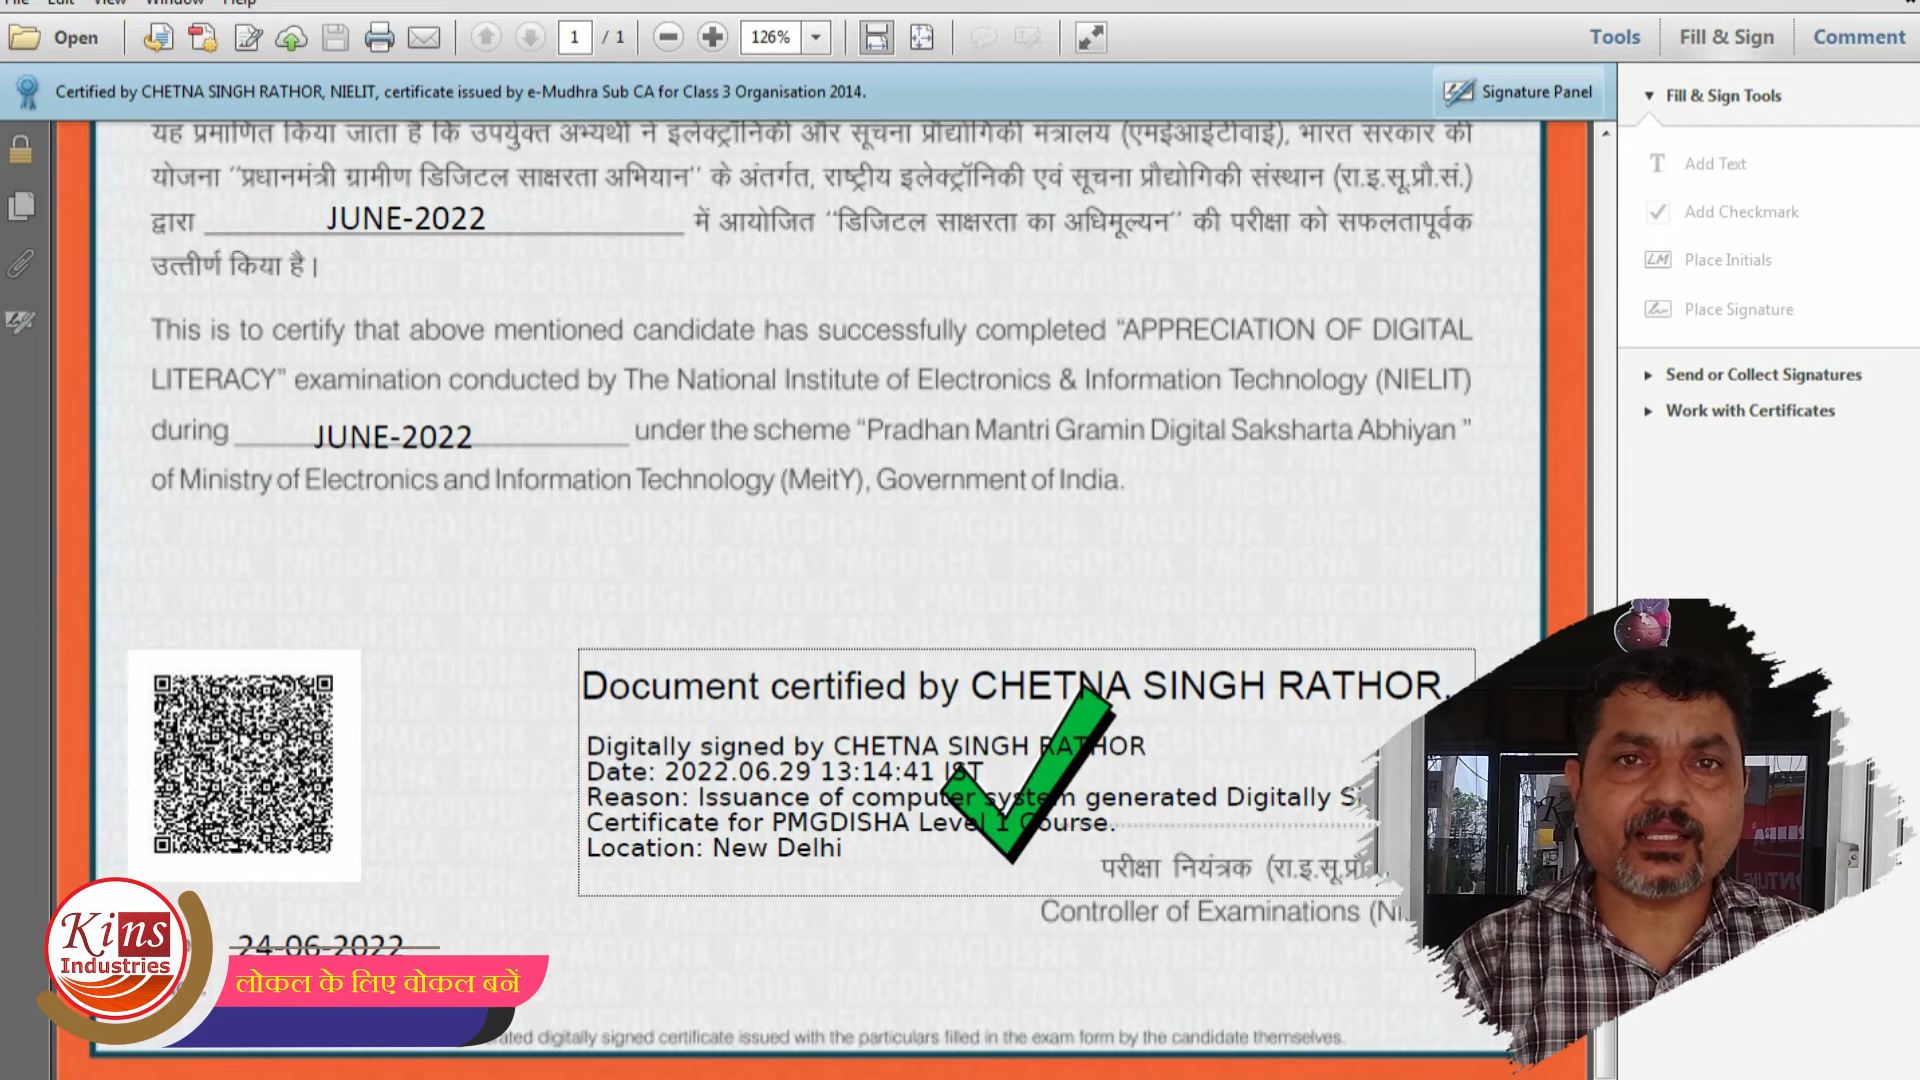 File Edit View Window Help
Open
1 / 1
126%
Tools
Fill & Sign
Comment
Certified by CHETNA SINGH RATHOR, NIELIT, certificate issued by e-Mudhra Sub CA for Class 3 Organisation 2014.
Signature Panel
Fill & Sign Tools
T Add Text
Add Checkmark
LM Place Initials
Place Signature
Send or Collect Signatures
Work with Certificates
यह प्रमाणित किया जाता है कि उपर्युक्त अभ्यर्थी ने इलेक्ट्रॉनिकी और सूचना प्रौद्योगिकी मंत्रालय (एमईआईटीवाई), भारत सरकार की
योजना “प्रधानमंत्री ग्रामीण डिजिटल साक्षरता अभियान” के अंतर्गत, राष्ट्रीय इलेक्ट्रॉनिकी एवं सूचना प्रौद्योगिकी संस्थान (रा.इ.सू.प्रौ.सं.)
द्वारा JUNE-2022 में आयोजित “डिजिटल साक्षरता का अधिमूल्यन” की परीक्षा को सफलतापूर्वक
उत्तीर्ण किया है।
This is to certify that above mentioned candidate has successfully completed “APPRECIATION OF DIGITAL
LITERACY” examination conducted by The National Institute of Electronics & Information Technology (NIELIT)
during JUNE-2022 under the scheme “Pradhan Mantri Gramin Digital Saksharta Abhiyan ”
of Ministry of Electronics and Information Technology (MeitY), Government of India.
Document certified by CHETNA SINGH RATHOR.
Digitally signed by CHETNA SINGH RATHOR
Date: 2022.06.29 13:14:41 IST
Reason: Issuance of computer system generated Digitally
Certificate for PMGDISHA Level 1 Course.
Location: New Delhi
परीक्षा नियंत्रक
Controller of Examinations
24-06-2022
Kins
Industries
लोकल के लिए वोकल बनें
digitally signed certificate issued with the particulars filled in the exam form by the candidate themselves.